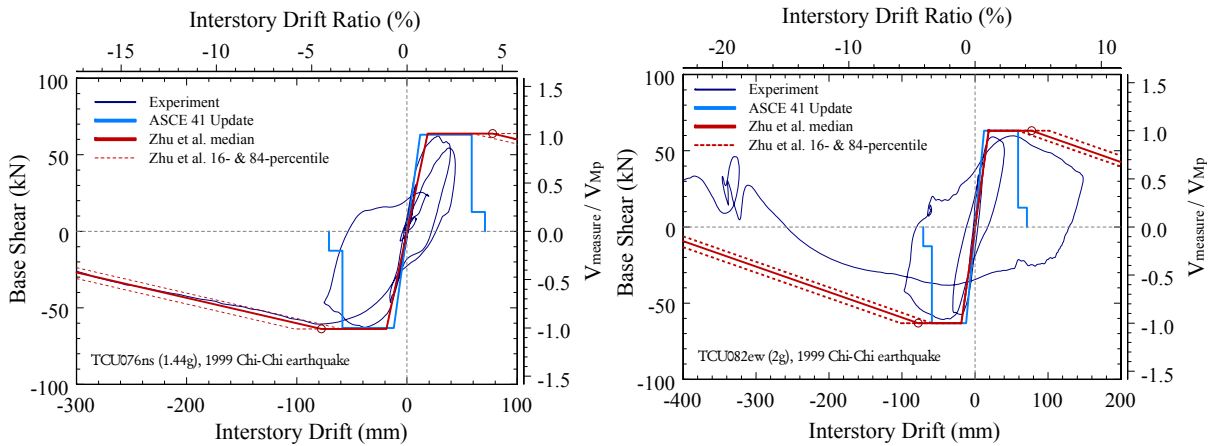 Interstory Drift Ratio (%)
-15 -10 -5 0 5
100
50
0
-50
-100
Base Shear (kN)
Experiment
ASCE 41 Update
Zhu et al. median
Zhu et al. 16- & 84-percentile
TCU076ns (1.44g), 1999 Chi-Chi earthquake
1.5
1.0
0.5
0.0
-0.5
-1.0
-1.5
Vmeasure / VMp
-300 -200 -100 0 100
Interstory Drift (mm)
Interstory Drift Ratio (%)
-20 -10 0 10
100
50
0
-50
-100
Base Shear (kN)
Experiment
ASCE 41 Update
Zhu et al. median
Zhu et al. 16- & 84-percentile
TCU082ew (2g), 1999 Chi-Chi earthquake
1.5
1.0
0.5
0.0
-0.5
-1.0
-1.5
Vmeasure / VMp
-400 -300 -200 -100 0 100 200
Interstory Drift (mm)